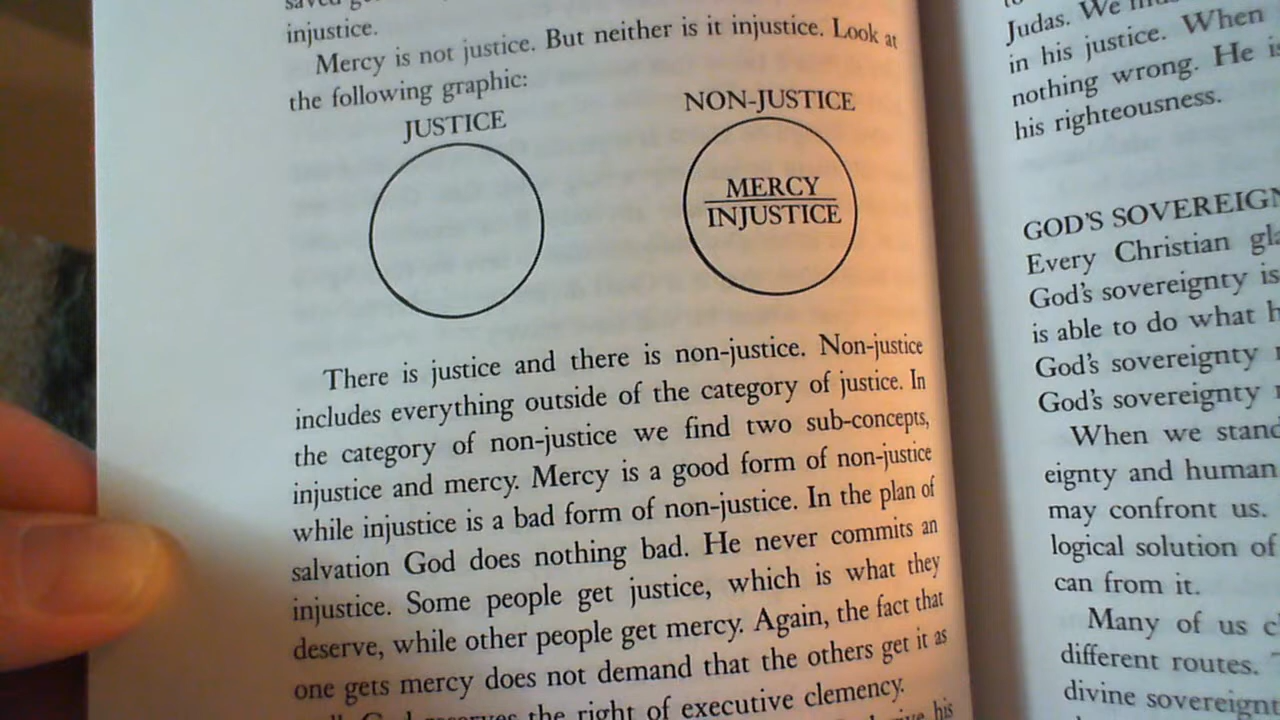 injustice.
Mercy is not justice. But neither is it injustice. Look at
the following graphic:
JUSTICE
NON-JUSTICE
MERCY
INJUSTICE
There is justice and there is non-justice. Non-justice
includes everything outside of the category of justice. In
the category of non-justice we find two sub-concepts,
injustice and mercy. Mercy is a good form of non-justice
while injustice is a bad form of non-justice. In the plan of
salvation God does nothing bad. He never commits an
injustice. Some people get justice, which is what they
deserve, while other people get mercy. Again, the fact that
one gets mercy does not demand that the others get it as
the right of executive clemency.
his
Judas. We
in his justice. When
nothing wrong. He
his righteousness.
GOD'S
Every Christian
God's sovereignty is
is able to do what
God's sovereignty
God's sovereignty
When we stand
eignty and human
may confront us.
logical solution of
can from it.
Many of us
different routes.
divine